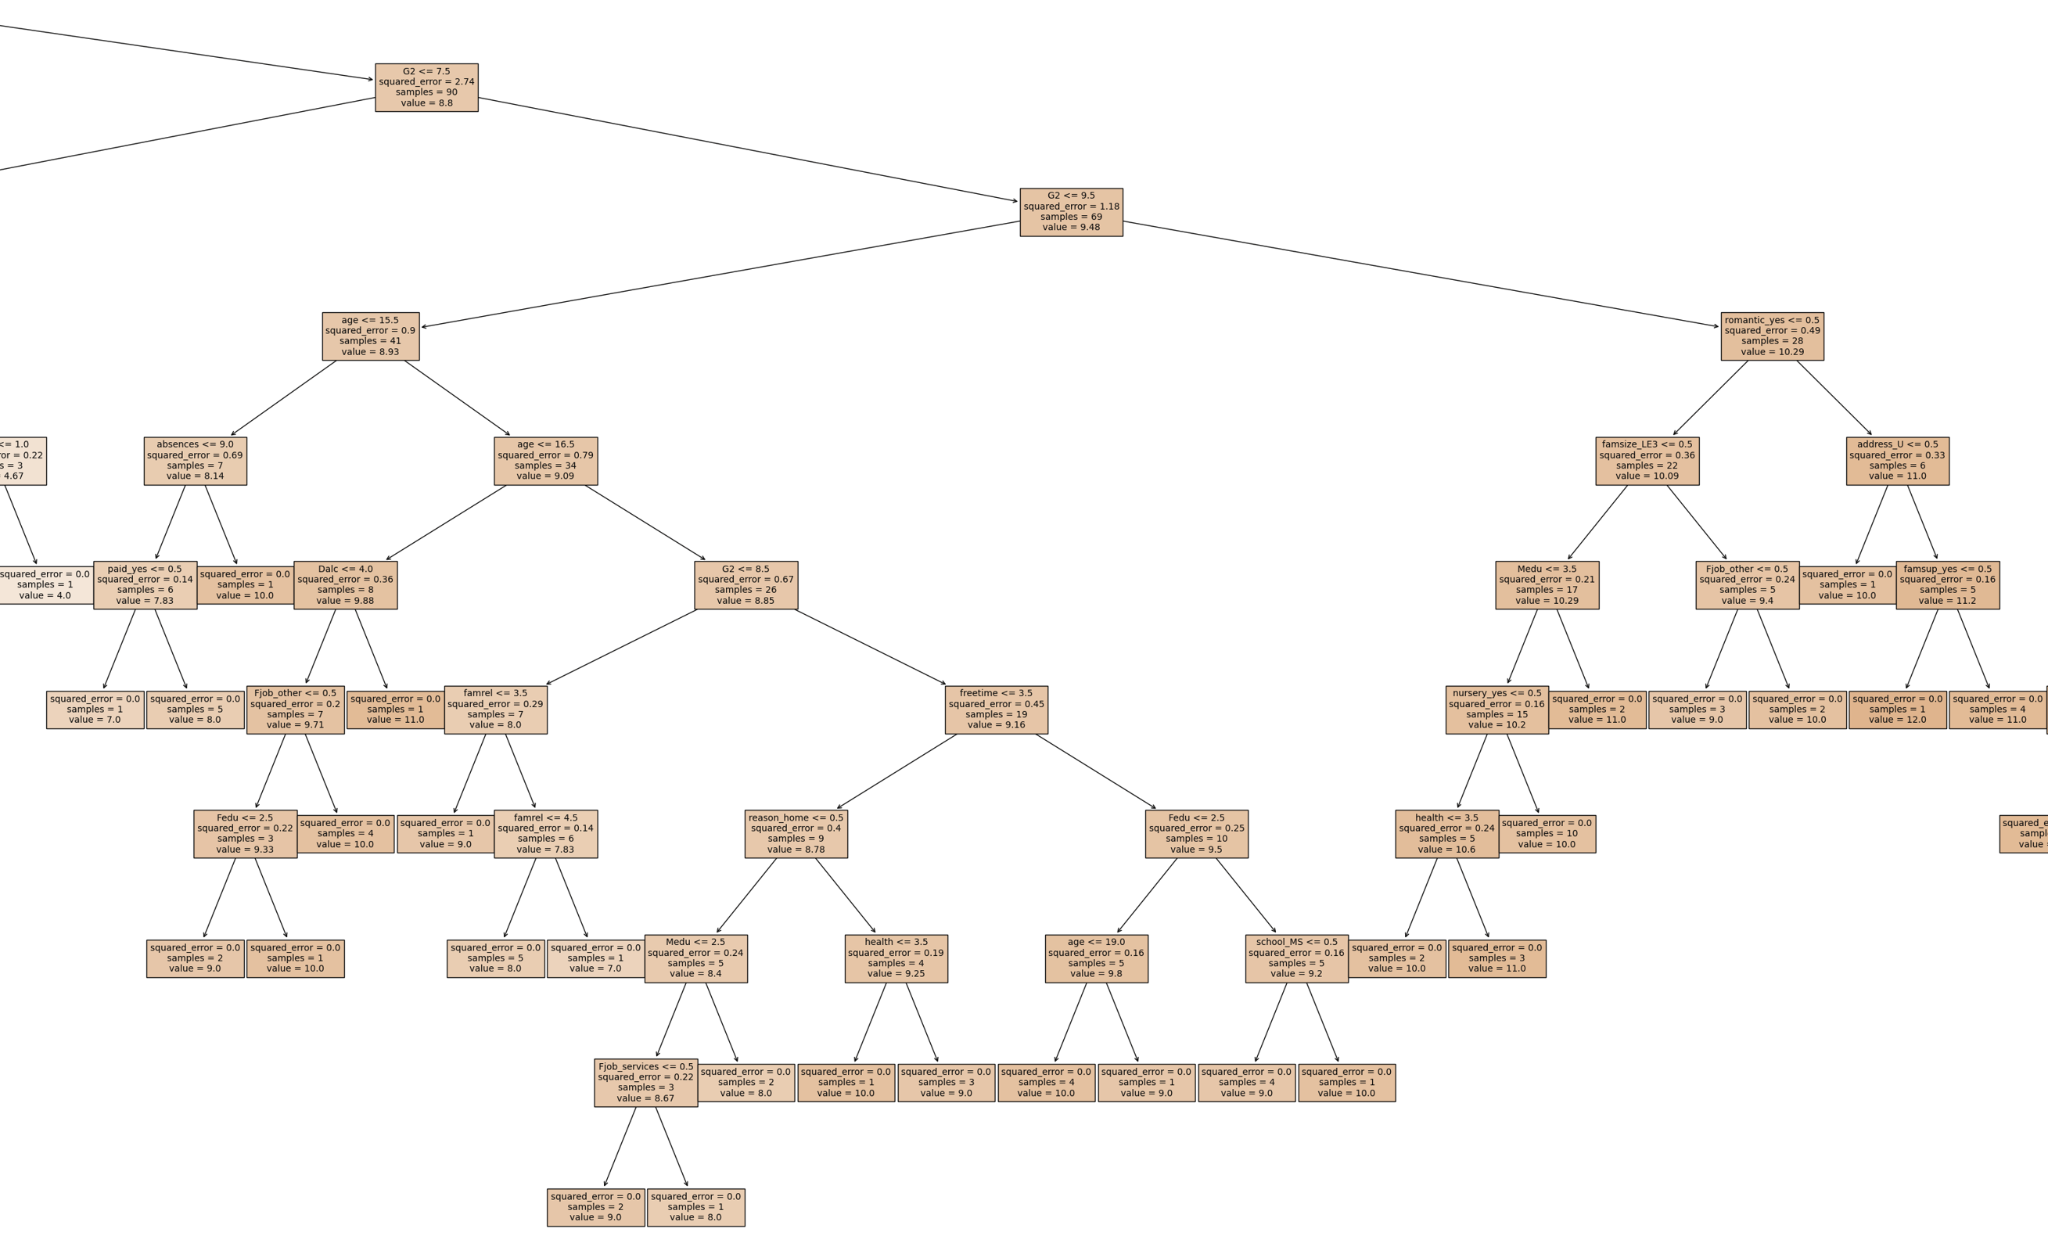 G2 <= 7.5
squared_error = 2.74
samples = 90
value = 8.8
G2 <= 9.5
squared_error = 1.18
samples = 69
value = 9.48
age <= 15.5
squared_error = 0.9
samples = 41
value = 8.93
romantic_yes <= 0.5
squared_error = 0.49
samples = 28
value = 10.29
<= 1.0
or = 0.22
s = 3
4.67
absences <= 9.0
squared_error = 0.69
samples = 7
value = 8.14
age <= 16.5
squared_error = 0.79
samples = 34
value = 9.09
famsize_LE3 <= 0.5
squared_error = 0.36
samples = 22
value = 10.09
address_U <= 0.5
squared_error = 0.33
samples = 6
value = 11.0
squared_error = 0.0
samples = 1
value = 4.0
paid_yes <= 0.5
squared_error = 0.14
samples = 6
value = 7.83
squared_error = 0.0
samples = 1
value = 10.0
Dalc <= 4.0
squared_error = 0.36
samples = 8
value = 9.88
G2 <= 8.5
squared_error = 0.67
samples = 26
value = 8.85
Medu <= 3.5
squared_error = 0.21
samples = 17
value = 10.29
Fjob_other <= 0.5
squared_error = 0.24
samples = 5
value = 9.4
squared_error = 0.0
samples = 1
value = 10.0
famsup_yes <= 0.5
squared_error = 0.16
samples = 5
value = 11.2
squared_error = 0.0
samples = 1
value = 7.0
squared_error = 0.0
samples = 5
value = 8.0
Fjob_other <= 0.5
squared_error = 0.2
samples = 7
value = 9.71
squared_error = 0.0
samples = 1
value = 11.0
famrel <= 3.5
squared_error = 0.29
samples = 7
value = 8.0
freetime <= 3.5
squared_error = 0.45
samples = 19
value = 9.16
nursery_yes <= 0.5
squared_error = 0.16
samples = 15
value = 10.2
squared_error = 0.0
samples = 2
value = 11.0
squared_error = 0.0
samples = 3
value = 9.0
squared_error = 0.0
samples = 2
value = 10.0
squared_error = 0.0
samples = 1
value = 12.0
squared_error = 0.0
samples = 4
value = 11.0
Fedu <= 2.5
squared_error = 0.22
samples = 3
value = 9.33
squared_error = 0.0
samples = 4
value = 10.0
squared_error = 0.0
samples = 1
value = 9.0
famrel <= 4.5
squared_error = 0.14
samples = 6
value = 7.83
reason_home <= 0.5
squared_error = 0.4
samples = 9
value = 8.78
Fedu <= 2.5
squared_error = 0.25
samples = 10
value = 9.5
health <= 3.5
squared_error = 0.24
samples = 5
value = 10.6
squared_error = 0.0
samples = 10
value = 10.0
squared_e
sampl
value
squared_error = 0.0
samples = 2
value = 9.0
squared_error = 0.0
samples = 1
value = 10.0
squared_error = 0.0
samples = 5
value = 8.0
squared_error = 0.0
samples = 1
value = 7.0
Medu <= 2.5
squared_error = 0.24
samples = 5
value = 8.4
health <= 3.5
squared_error = 0.19
samples = 4
value = 9.25
age <= 19.0
squared_error = 0.16
samples = 5
value = 9.8
school_MS <= 0.5
squared_error = 0.16
samples = 5
value = 9.2
squared_error = 0.0
samples = 2
value = 10.0
squared_error = 0.0
samples = 3
value = 11.0
Fjob_services <= 0.5
squared_error = 0.22
samples = 3
value = 8.67
squared_error = 0.0
samples = 2
value = 8.0
squared_error = 0.0
samples = 1
value = 10.0
squared_error = 0.0
samples = 3
value = 9.0
squared_error = 0.0
samples = 4
value = 10.0
squared_error = 0.0
samples = 1
value = 9.0
squared_error = 0.0
samples = 4
value = 9.0
squared_error = 0.0
samples = 1
value = 10.0
squared_error = 0.0
samples = 2
value = 9.0
squared_error = 0.0
samples = 1
value = 8.0